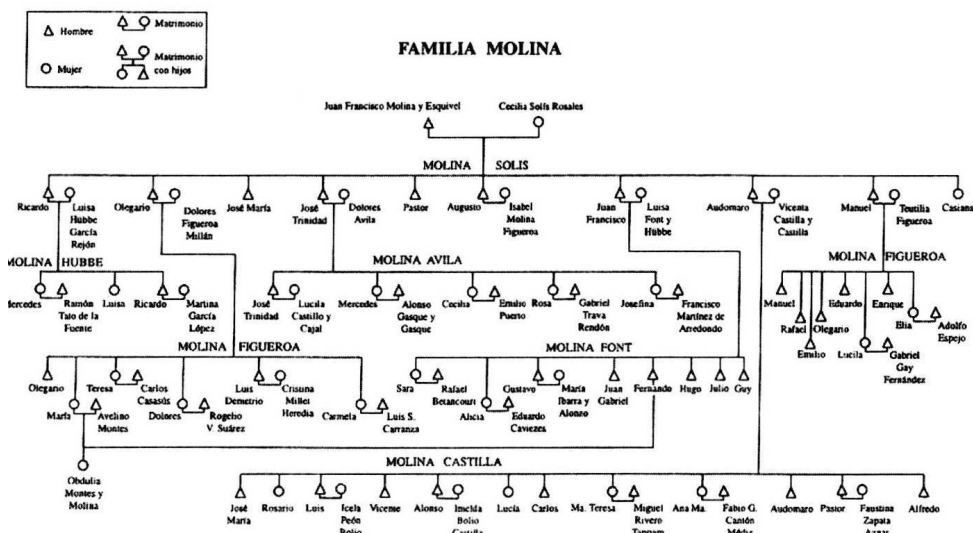 Hombre
Matrimonio
Mujer
Matrimonio
con hijos
FAMILIA MOLINA
Juan Francisco Molina y Esquivel
Cecilia Solís Rosales
MOLINA SOLIS
Ricardo
Luisa
Hübbe
García
Rejón
Olegario
Dolores
Figueroa
Millán
José María
José
Trinidad
Dolores
Avila
Pastor
Augusto
Isabel
Molina
Figueroa
Juan
Francisco
Luisa
Font y
Hübbe
Audomaro
Vicenta
Castilla y
Castilla
Manuel
Teutilia
Figueroa
Casiana
MOLINA HUBBE
Mercedes
Ramón
Talo de la
Fuente
Luisa
Ricardo
Martina
García
López
MOLINA AVILA
José
Trinidad
Lucila
Castillo y
Cajal
Mercedes
Alonso
Gasque y
Gasque
Cecilia
Emilio
Puerto
Rosa
Gabriel
Trava
Rendón
Josefina
Francisco
Martínez de
Arredondo
MOLINA FIGUEROA
Manuel
Rafael
Emilio
Olegario
Eduardo
Lucila
Gabriel
Gay
Fernández
Enrique
Elia
Adolfo
Espejo
MOLINA FIGUEROA
Olegario
María
Avelino
Montes
Teresa
Carlos
Casasús
Dolores
Rogelio
V. Suárez
Luis
Demetrio
Cristina
Millet
Heredia
Carmela
Luis S.
Carranza
MOLINA FONT
Sara
Rafael
Betancourt
Alicia
Eduardo
Caviezes
Gustavo
María
Ibarra y
Alonzo
Juan
Gabriel
Fernando
Hugo
Julio
Guy
Obdulia
Montes y
Molina
MOLINA CASTILLA
José
María
Rosario
Luis
Icela
Peón
Bolio
Vicente
Alonso
Imelda
Bolio
Castilla
Lucía
Carlos
Ma. Teresa
Miguel
Rivero
Ana Ma.
Fabio G.
Cantón
Audomaro
Pastor
Faustina
Zapata
Aznar
Alfredo